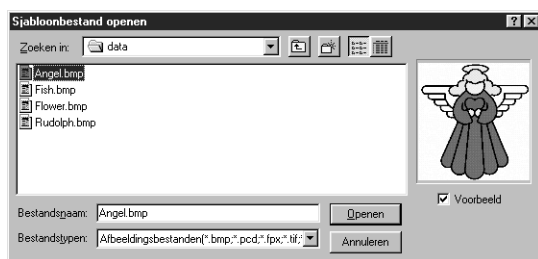 Sjabloonbestand openen
Zoeken in: data
Angel.bmp
Fish.bmp
Flower.bmp
Rudolph.bmp
Voorbeeld
Bestandsnaam: Angel.bmp Openen
Bestandstypen: Afbeeldingsbestanden(*.bmp;*.pcd;*.fpx;*.tif;* Annuleren